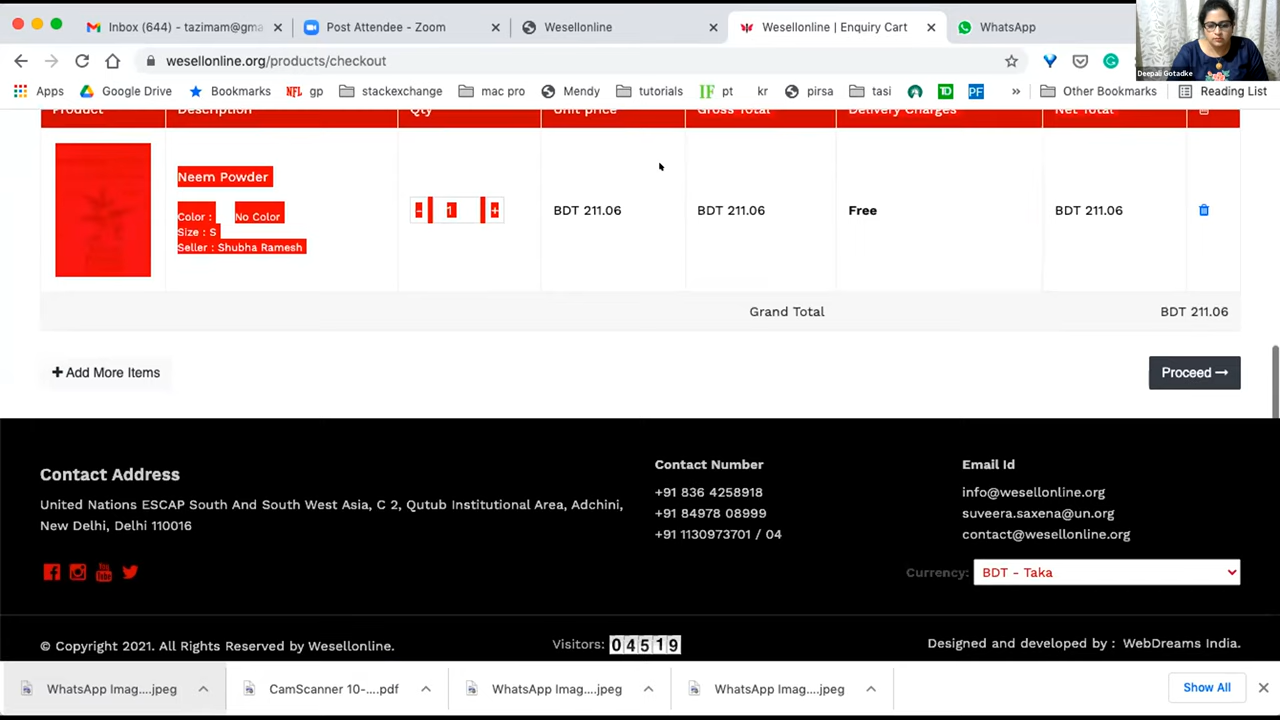 Inbox (644) – tazimam@gm
Post Attendee - Zoom
Wesellonline
Wesellonline | Enquiry Cart
WhatsApp
Deepali Gotadke
wesellonline.org/products/checkout
Apps
Google Drive
Bookmarks
NFL gp
stackexchange
mac pro
Mendy
tutorials
IF pt
kr
pirsa
tasi
TD
PF
»
Other Bookmarks
Reading List
Product Description Qty Unit price Gross Total Delivery Charges Net Total
Neem Powder
Color : No Color
Size : S
Seller : Shubha Ramesh
- 1 +
BDT 211.06
BDT 211.06
Free
BDT 211.06
Grand Total BDT 211.06
+ Add More Items
Proceed →
Contact Address
United Nations ESCAP South And South West Asia, C 2, Qutub Institutional Area, Adchini,
New Delhi, Delhi 110016
Contact Number
+91 836 4258918
+91 84978 08999
+91 1130973701 / 04
Email Id
info@wesellonline.org
suveera.saxena@un.org
contact@wesellonline.org
Currency: BDT - Taka
© Copyright 2021. All Rights Reserved by Wesellonline.
Visitors: 04519
Designed and developed by : WebDreams India.
WhatsApp Imag....jpeg
CamScanner 10-....pdf
WhatsApp Imag....jpeg
WhatsApp Imag....jpeg
Show All